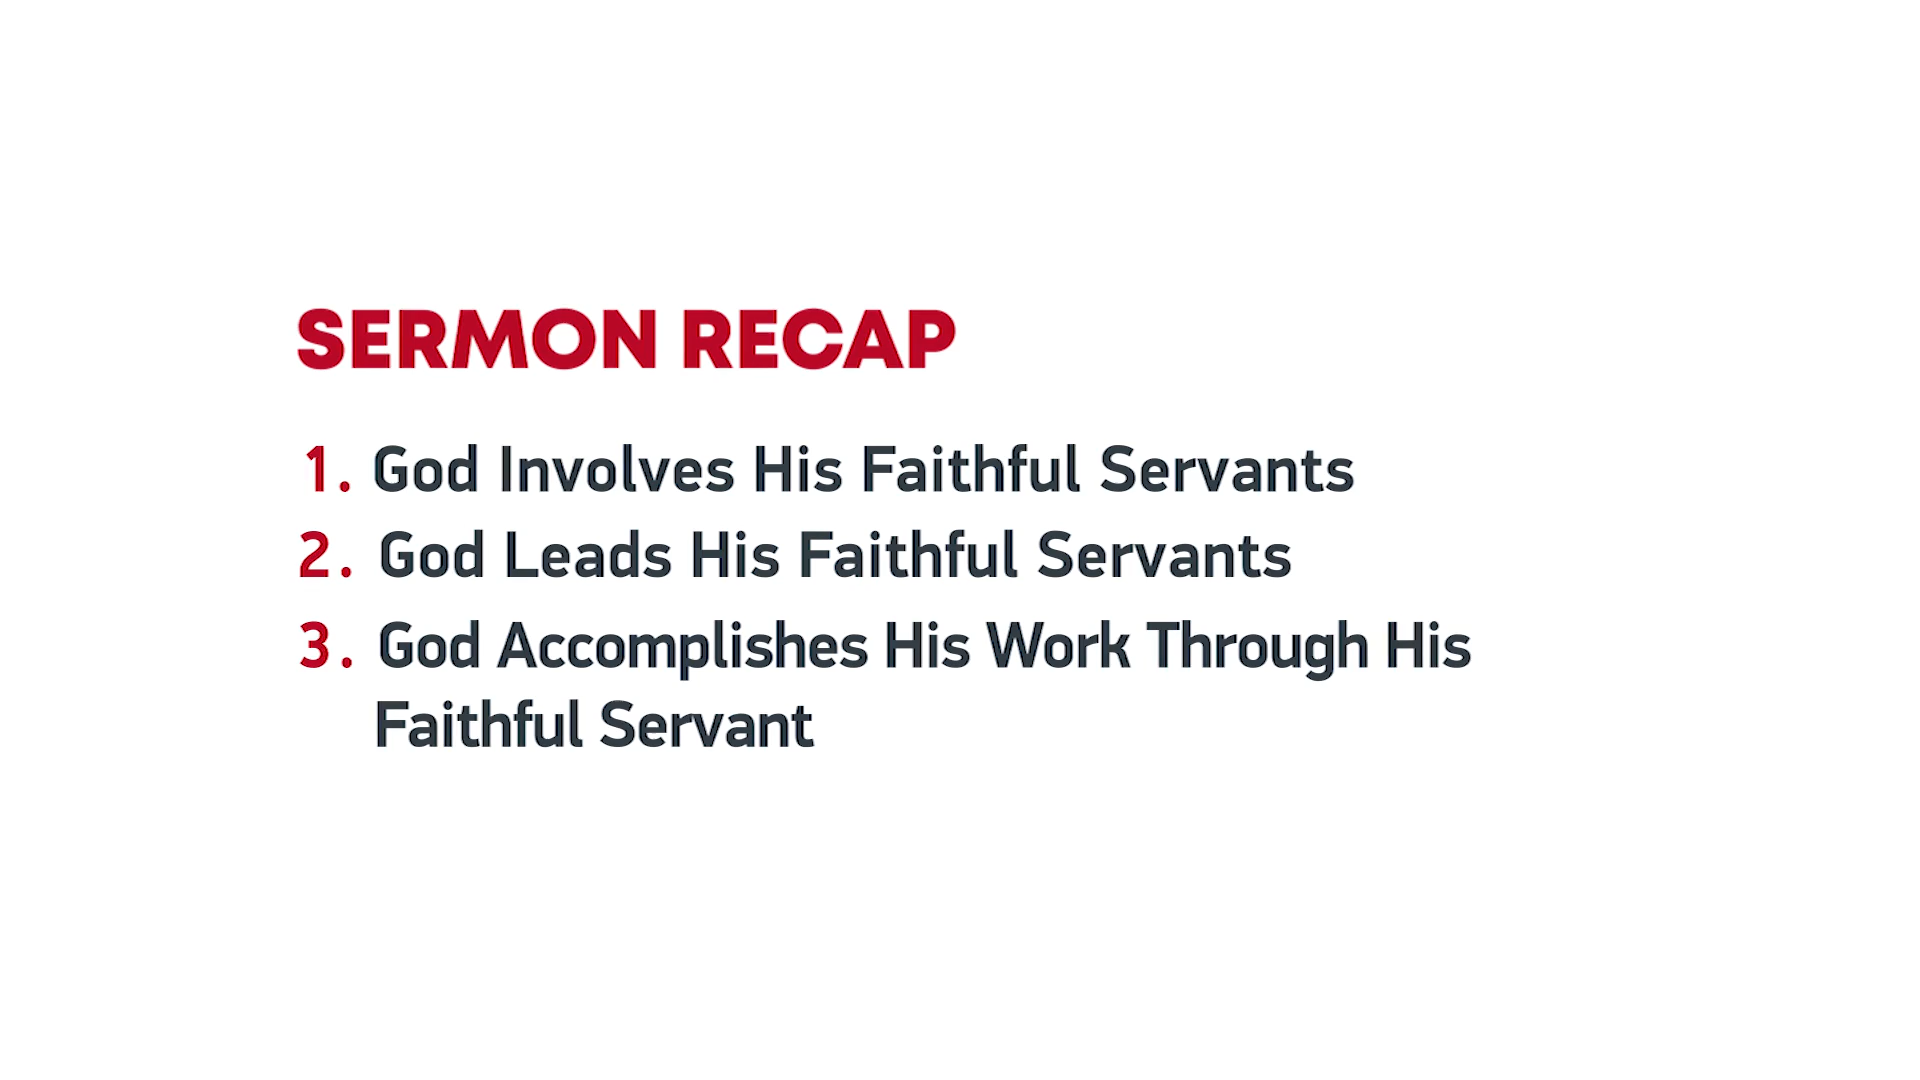 SERMON RECAP
1. God Involves His Faithful Servants
2. God Leads His Faithful Servants
3. God Accomplishes His Work Through His
Faithful Servant